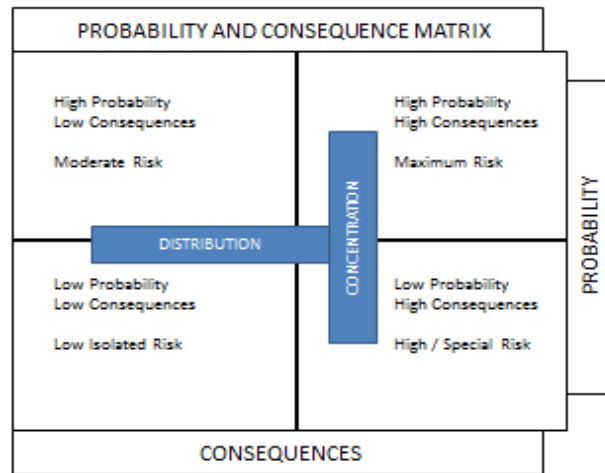 PROBABILITY AND CONSEQUENCE MATRIX
High Probability
Low Consequences
Moderate Risk
High Probability
High Consequences
Maximum Risk
PROBABILITY
DISTRIBUTION
CONCENTRATION
Low Probability
Low Consequences
Low Isolated Risk
Low Probability
High Consequences
High / Special Risk
CONSEQUENCES